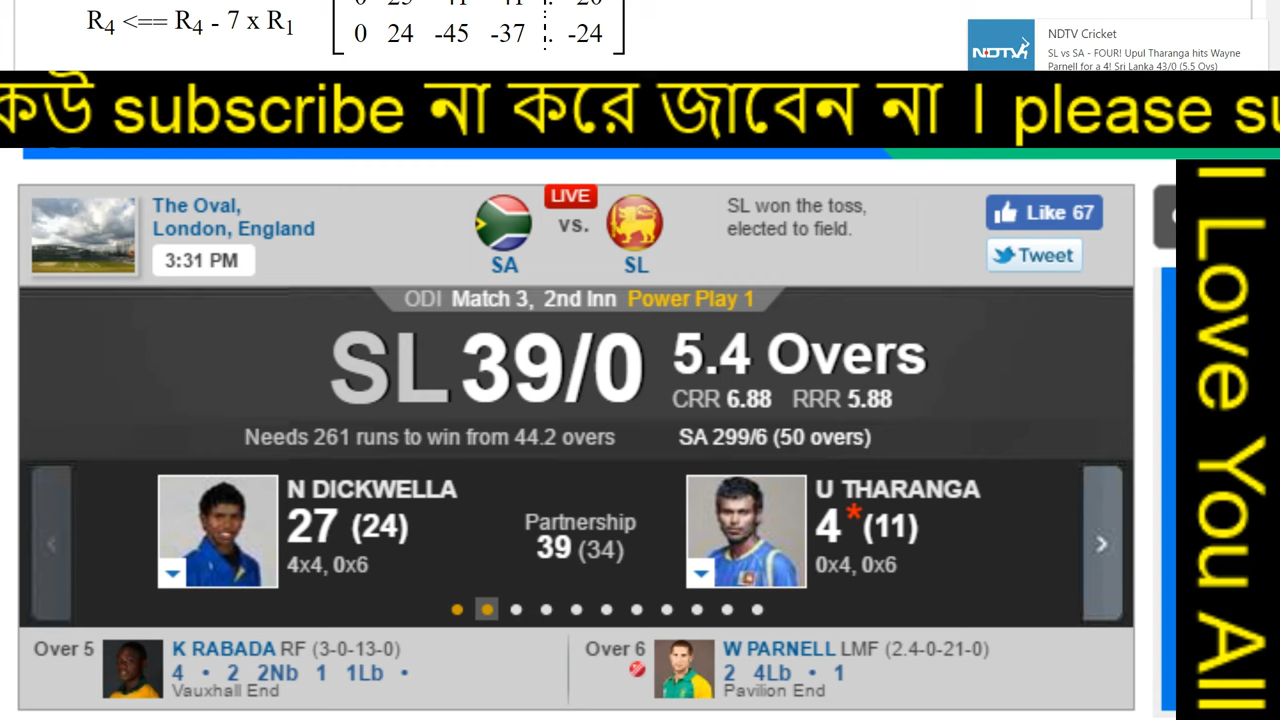 R4 <== R4 - 7 x R1
0 24 -45 -37 : -24
NDTV
NDTV Cricket
SL vs SA - FOUR! Upul Tharanga hits Wayne
Parnell for a 4! Sri Lanka 43/0 (5.5 Ovs)
কেউ subscribe না করে জাবেন না । please su
I Love You All
The Oval,
London, England
3:31 PM
LIVE
vs.
SA
SL
SL won the toss,
elected to field.
Like 67
Tweet
ODI Match 3, 2nd Inn Power Play 1
SL 39/0
5.4 Overs
CRR 6.88 RRR 5.88
Needs 261 runs to win from 44.2 overs
SA 299/6 (50 overs)
N DICKWELLA
27 (24)
4x4, 0x6
Partnership
39 (34)
U THARANGA
4* (11)
0x4, 0x6
Over 5
K RABADA RF (3-0-13-0)
4 • 2 2Nb 1 1Lb •
Vauxhall End
Over 6
W PARNELL LMF (2.4-0-21-0)
2 4Lb • 1
Pavilion End